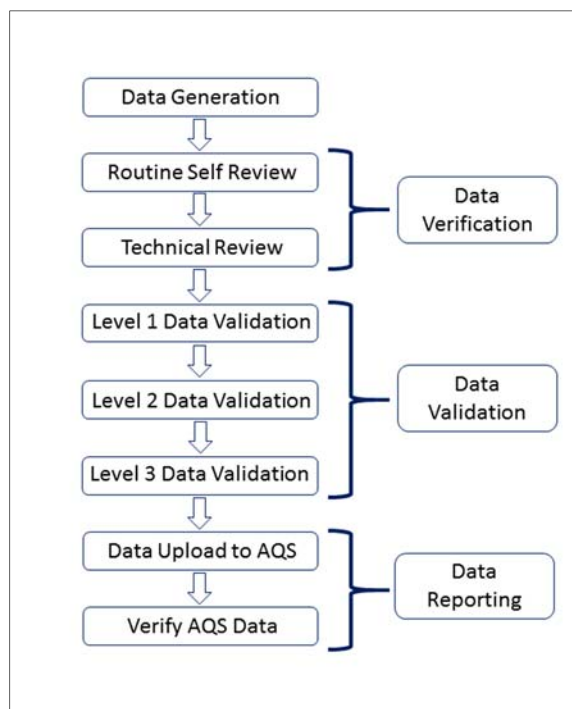 Data Generation
Routine Self Review
Data
Verification
Technical Review
Level 1 Data Validation
Level 2 Data Validation
Data
Validation
Level 3 Data Validation
Data Upload to AQS
Data
Reporting
Verify AQS Data